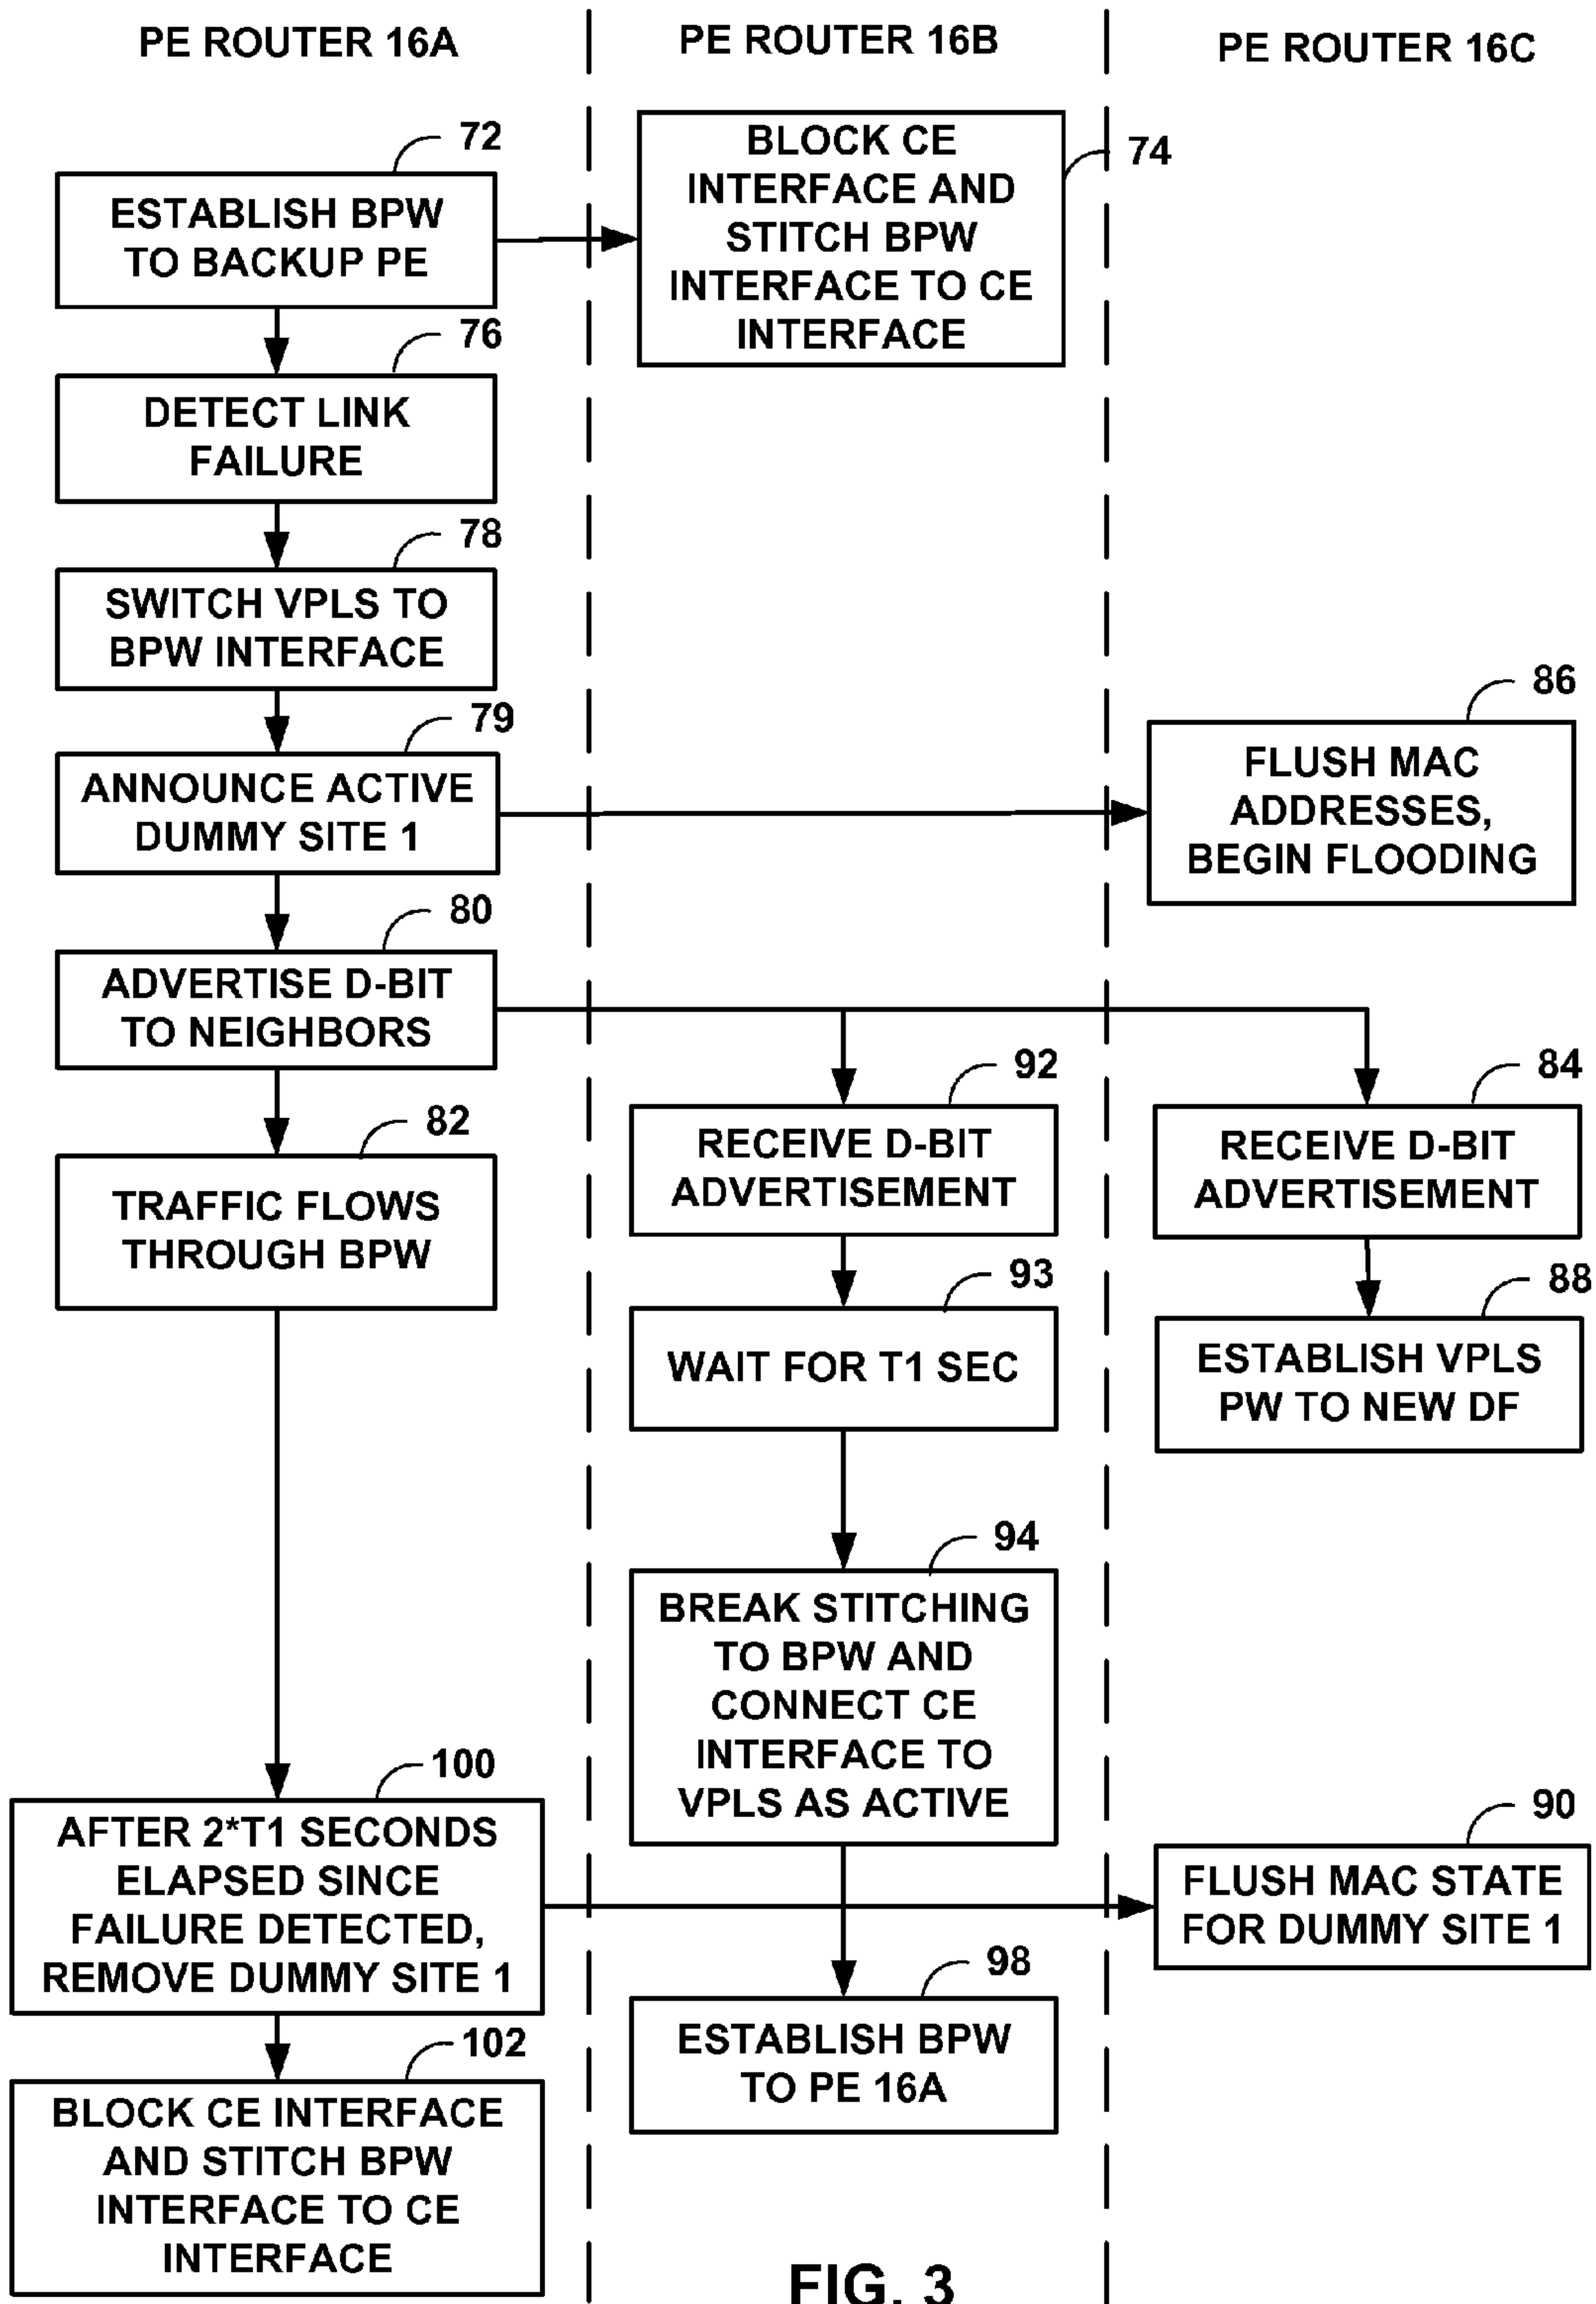 PE ROUTER 16A
PE ROUTER 16B
PE ROUTER 16C
72
ESTABLISH BPW
TO BACKUP PE
74
BLOCK CE
INTERFACE AND
STITCH BPW
INTERFACE TO CE
INTERFACE
76
DETECT LINK
FAILURE
78
SWITCH VPLS TO
BPW INTERFACE
79
ANNOUNCE ACTIVE
DUMMY SITE 1
86
FLUSH MAC
ADDRESSES,
BEGIN FLOODING
80
ADVERTISE D-BIT
TO NEIGHBORS
82
TRAFFIC FLOWS
THROUGH BPW
92
RECEIVE D-BIT
ADVERTISEMENT
84
RECEIVE D-BIT
ADVERTISEMENT
93
WAIT FOR T1 SEC
88
ESTABLISH VPLS
PW TO NEW DF
94
BREAK STITCHING
TO BPW AND
CONNECT CE
INTERFACE TO
VPLS AS ACTIVE
100
AFTER 2*T1 SECONDS
ELAPSED SINCE
FAILURE DETECTED,
REMOVE DUMMY SITE 1
90
FLUSH MAC STATE
FOR DUMMY SITE 1
98
ESTABLISH BPW
TO PE 16A
102
BLOCK CE INTERFACE
AND STITCH BPW
INTERFACE TO CE
INTERFACE
FIG. 3